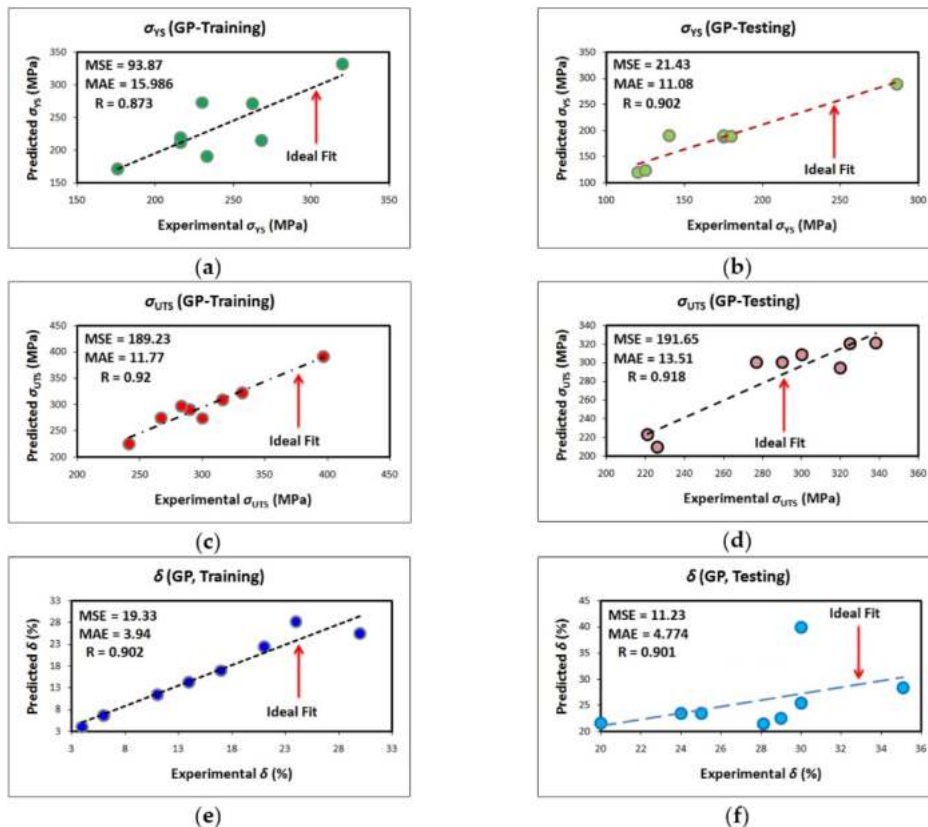 σYS (GP-Training)
MSE = 93.87
MAE = 15.986
R = 0.873
Predicted σYS (MPa)
350
300
250
200
150
150 200 250 300 350
Ideal Fit
Experimental σYS (MPa)
(a)
σYS (GP-Testing)
MSE = 21.43
MAE = 11.08
R = 0.902
Predicted σYS (MPa)
350
300
250
200
150
100
100 150 200 250 300
Ideal Fit
Experimental σYS (MPa)
(b)
σUTS (GP-Training)
MSE = 189.23
MAE = 11.77
R = 0.92
Predicted σUTS (MPa)
450
400
350
300
250
200
200 250 300 350 400 450
Ideal Fit
Experimental σUTS (MPa)
(c)
σUTS (GP-Testing)
MSE = 191.65
MAE = 13.51
R = 0.918
Predicted σUTS (MPa)
340
320
300
280
260
240
220
200
200 220 240 260 280 300 320 340 360
Ideal Fit
Experimental σUTS (MPa)
(d)
δ (GP, Training)
MSE = 19.33
MAE = 3.94
R = 0.902
Predicted δ (%)
33
28
23
18
13
8
3
3 8 13 18 23 28 33
Ideal Fit
Experimental δ (%)
(e)
δ (GP, Testing)
MSE = 11.23
MAE = 4.774
R = 0.901
Predicted δ (%)
45
40
35
30
25
20
20 22 24 26 28 30 32 34 36
Ideal Fit
Experimental δ (%)
(f)